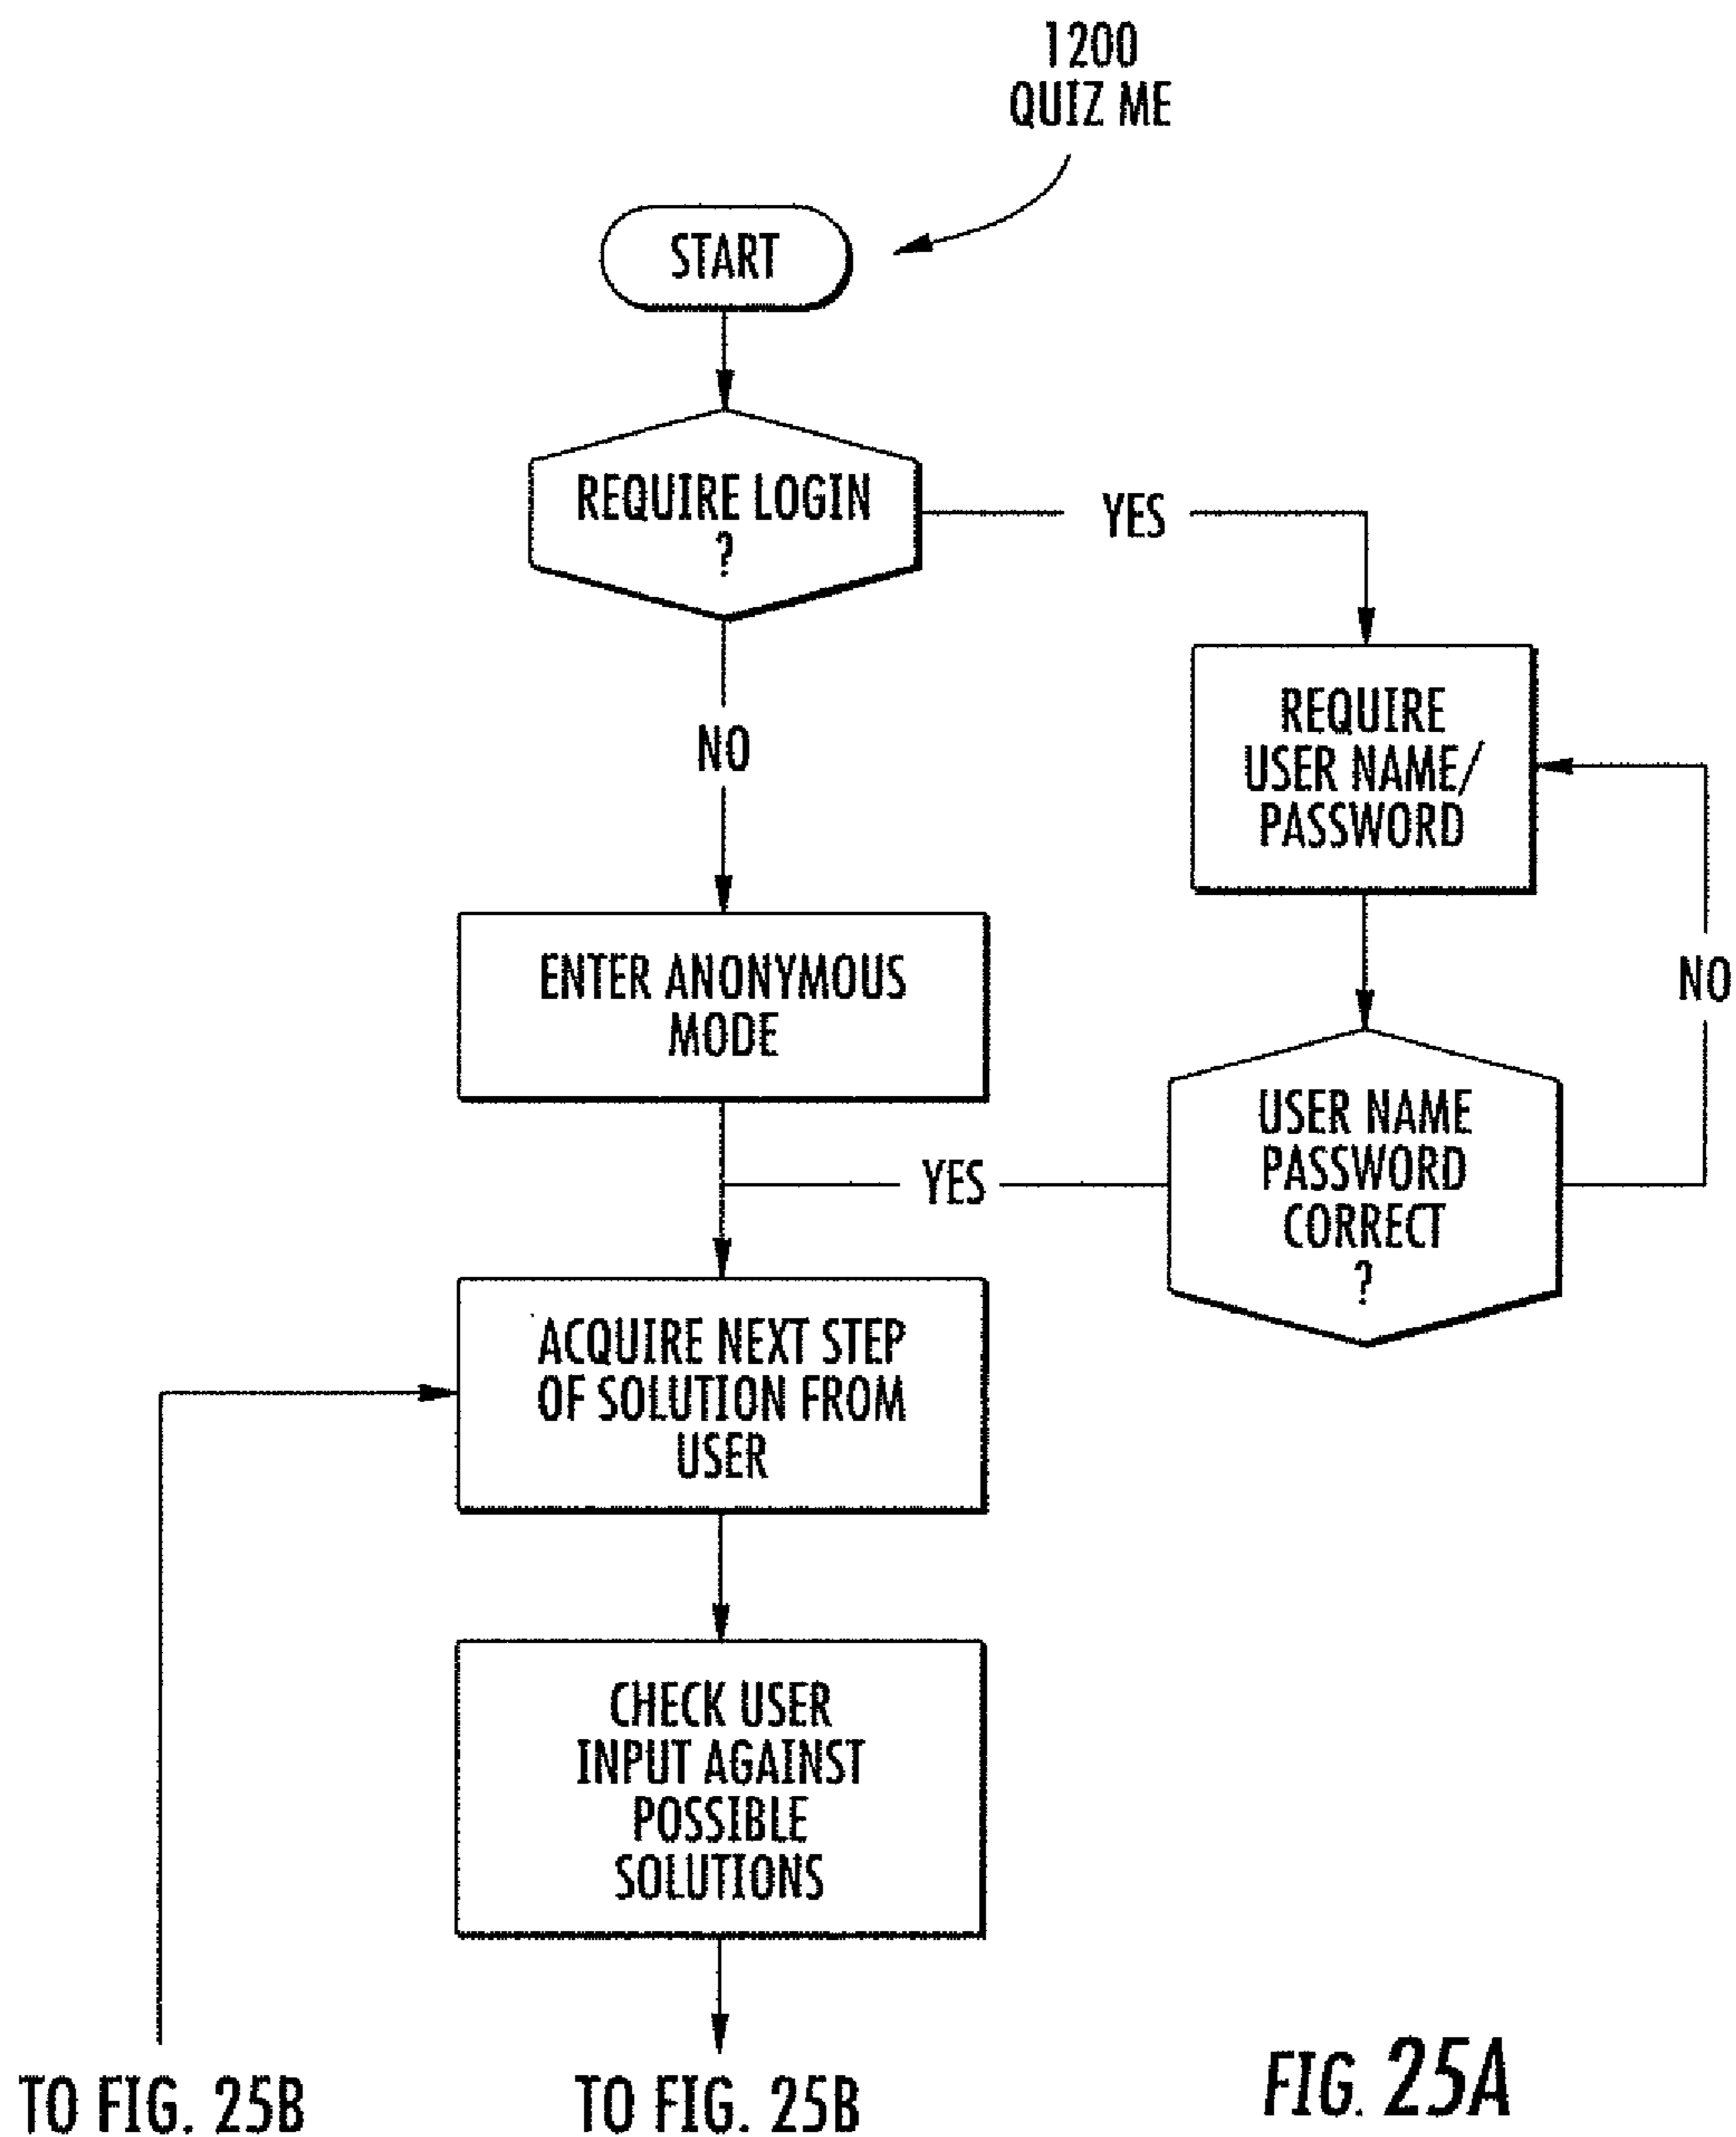 1200
QUIZ ME
START
REQUIRE LOGIN
?
YES
NO
REQUIRE
USER NAME/
PASSWORD
ENTER ANONYMOUS
MODE
NO
USER NAME
PASSWORD
CORRECT
?
YES
ACQUIRE NEXT STEP
OF SOLUTION FROM
USER
CHECK USER
INPUT AGAINST
POSSIBLE
SOLUTIONS
TO FIG. 25B
TO FIG. 25B
FIG. 25A